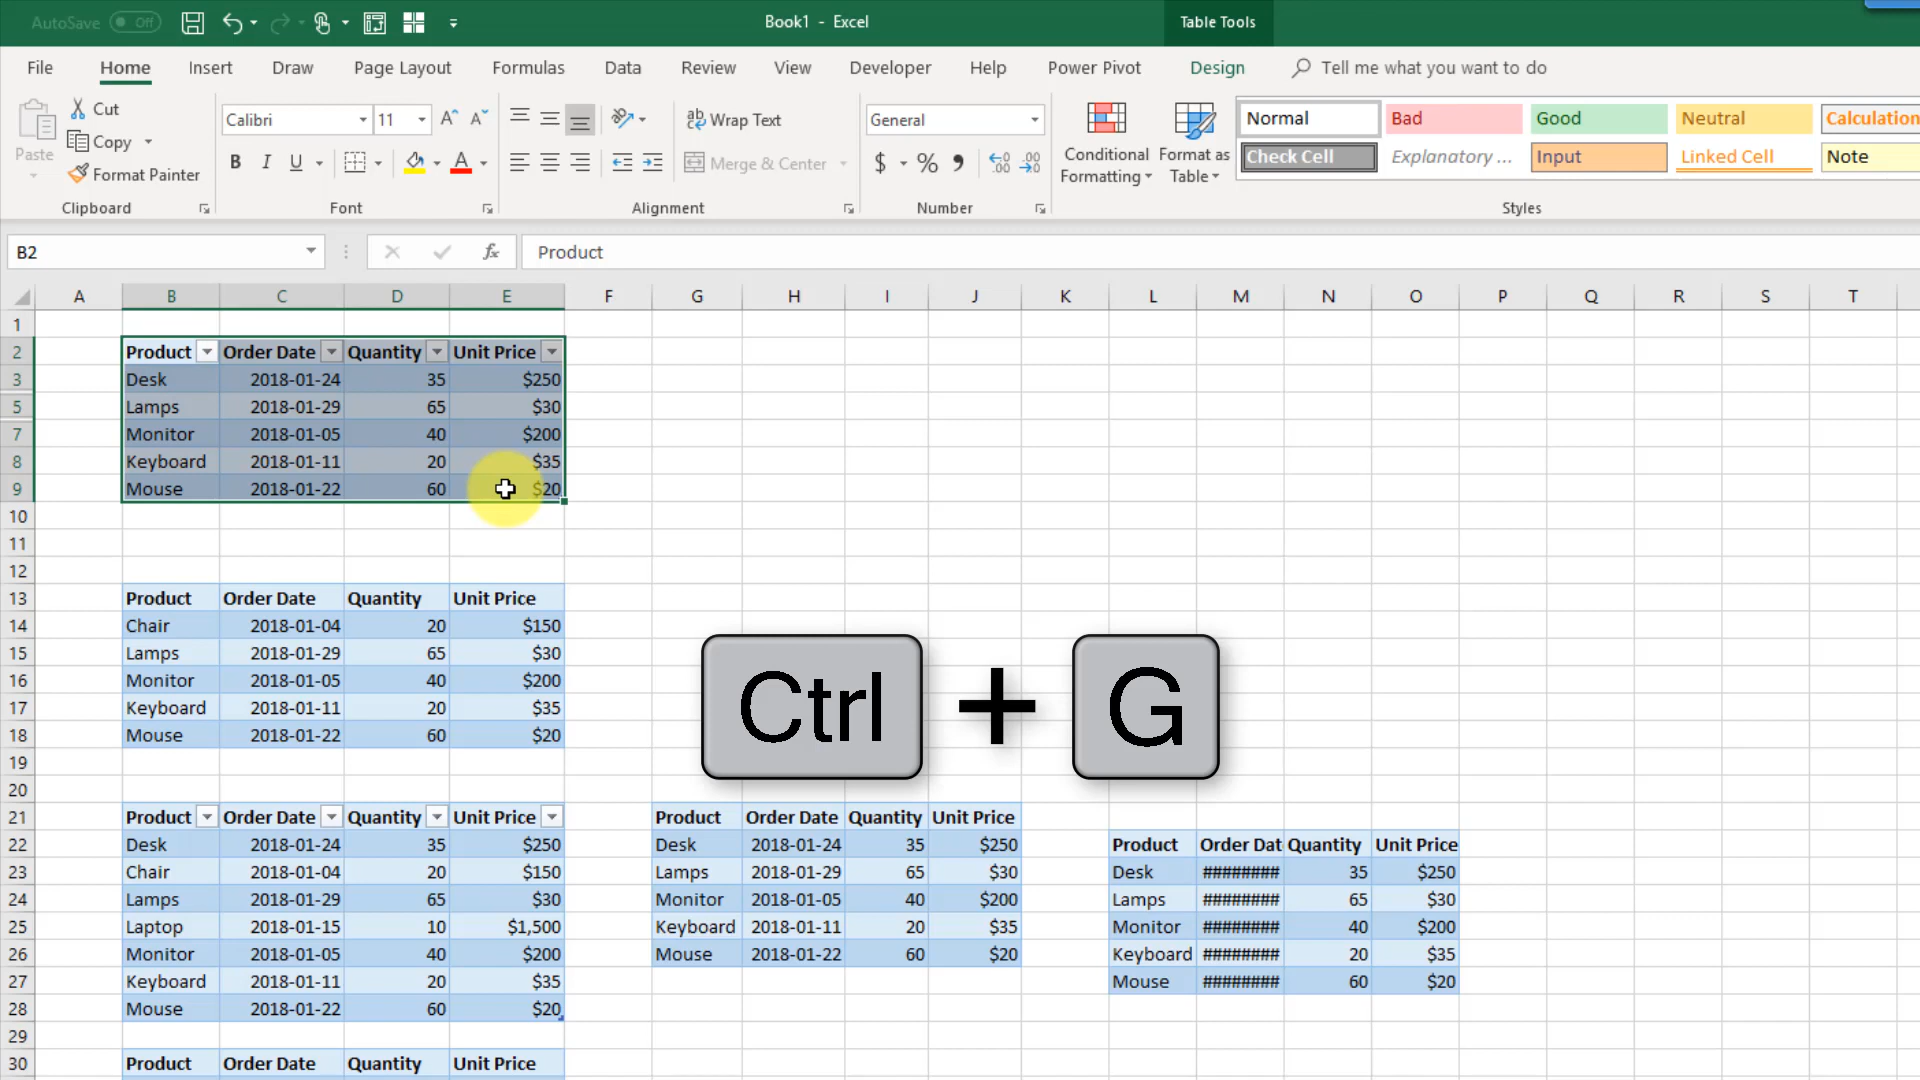 AutoSave Off
Book1 - Excel
Table Tools
File Home Insert Draw Page Layout Formulas Data Review View Developer Help Power Pivot Design Tell me what you want to do
Paste
Cut
Copy
Format Painter
Clipboard
Calibri 11
B I U A
Font
ab Wrap Text
Merge & Center
Alignment
General
$ % ,
Number
Conditional Formatting
Format as Table
Normal Bad Good Neutral Calculation
Check Cell Explanatory ... Input Linked Cell Note
Styles
B2 fx Product
A B C D E F G H I J K L M N O P Q R S T
1
2 Product Order Date Quantity Unit Price
3 Desk 2018-01-24 35 $250
5 Lamps 2018-01-29 65 $30
7 Monitor 2018-01-05 40 $200
8 Keyboard 2018-01-11 20 $35
9 Mouse 2018-01-22 60 $20
10
11
12
13 Product Order Date Quantity Unit Price
14 Chair 2018-01-04 20 $150
15 Lamps 2018-01-29 65 $30
16 Monitor 2018-01-05 40 $200
17 Keyboard 2018-01-11 20 $35
18 Mouse 2018-01-22 60 $20
Ctrl + G
19
20
21 Product Order Date Quantity Unit Price Product Order Date Quantity Unit Price
22 Desk 2018-01-24 35 $250 Desk 2018-01-24 35 $250 Product Order Dat Quantity Unit Price
23 Chair 2018-01-04 20 $150 Lamps 2018-01-29 65 $30 Desk ######## 35 $250
24 Lamps 2018-01-29 65 $30 Monitor 2018-01-05 40 $200 Lamps ######## 65 $30
25 Laptop 2018-01-15 10 $1,500 Keyboard 2018-01-11 20 $35 Monitor ######## 40 $200
26 Monitor 2018-01-05 40 $200 Mouse 2018-01-22 60 $20 Keyboard ######## 20 $35
27 Keyboard 2018-01-11 20 $35 Mouse ######## 60 $20
28 Mouse 2018-01-22 60 $20
29
30 Product Order Date Quantity Unit Price